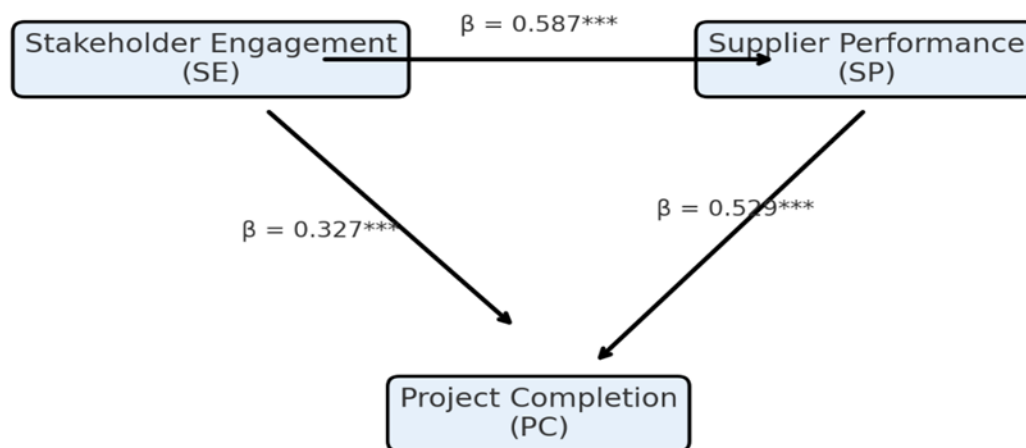 β = 0.587***
Stakeholder Engagement
(SE)
Supplier Performance
(SP)
β = 0.327***
β = 0.529***
Project Completion
(PC)